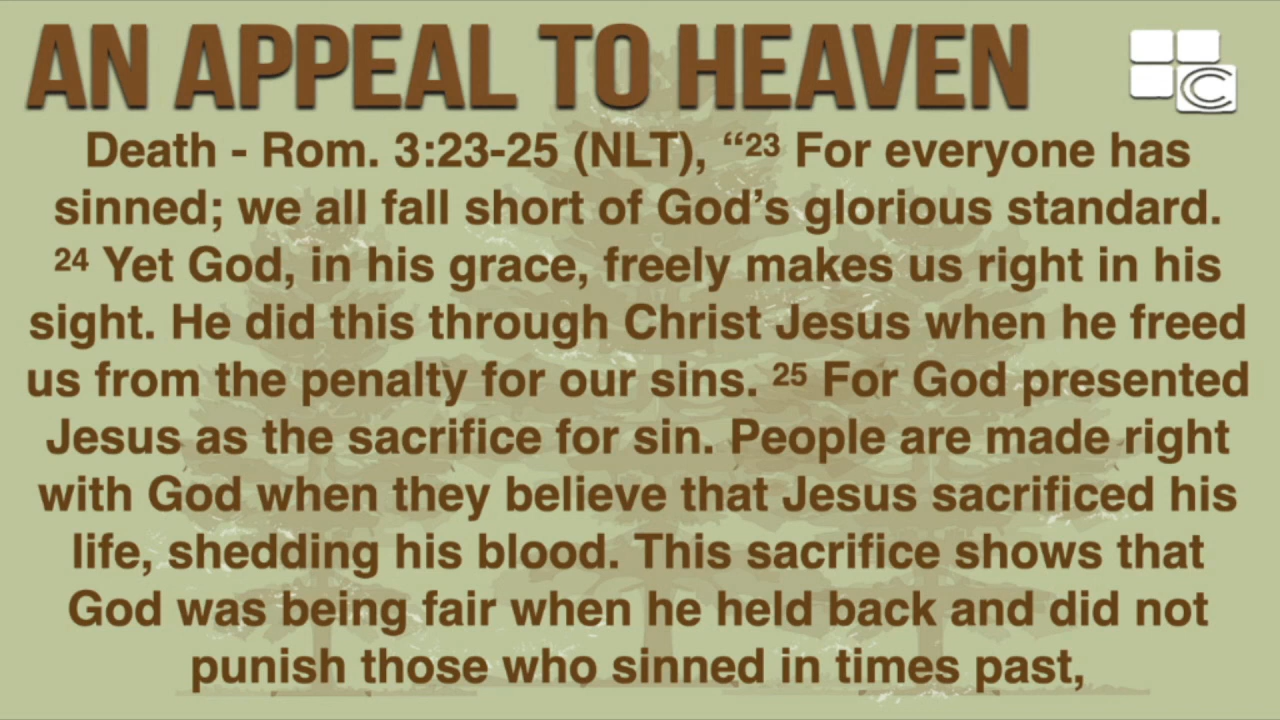 AN APPEAL TO HEAVEN
C
Death - Rom. 3:23-25 (NLT), “²³ For everyone has
sinned; we all fall short of God’s glorious standard.
²⁴ Yet God, in his grace, freely makes us right in his
sight. He did this through Christ Jesus when he freed
us from the penalty for our sins. ²⁵ For God presented
Jesus as the sacrifice for sin. People are made right
with God when they believe that Jesus sacrificed his
life, shedding his blood. This sacrifice shows that
God was being fair when he held back and did not
punish those who sinned in times past,